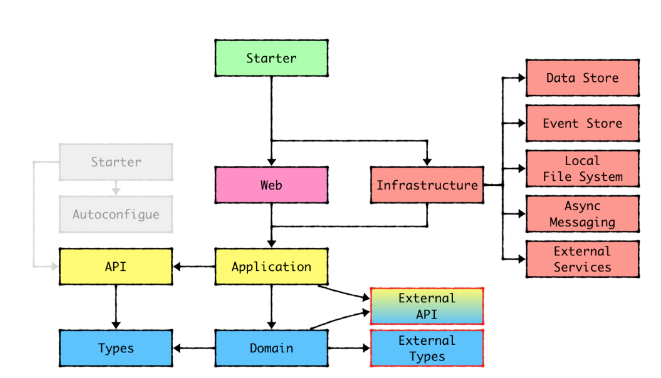 Starter
Data Store
Event Store
Starter
Local
File System
Web
Infrastructure
Autoconfigue
Async
Messaging
API
Application
External
Services
External
API
Types
Domain
External
Types